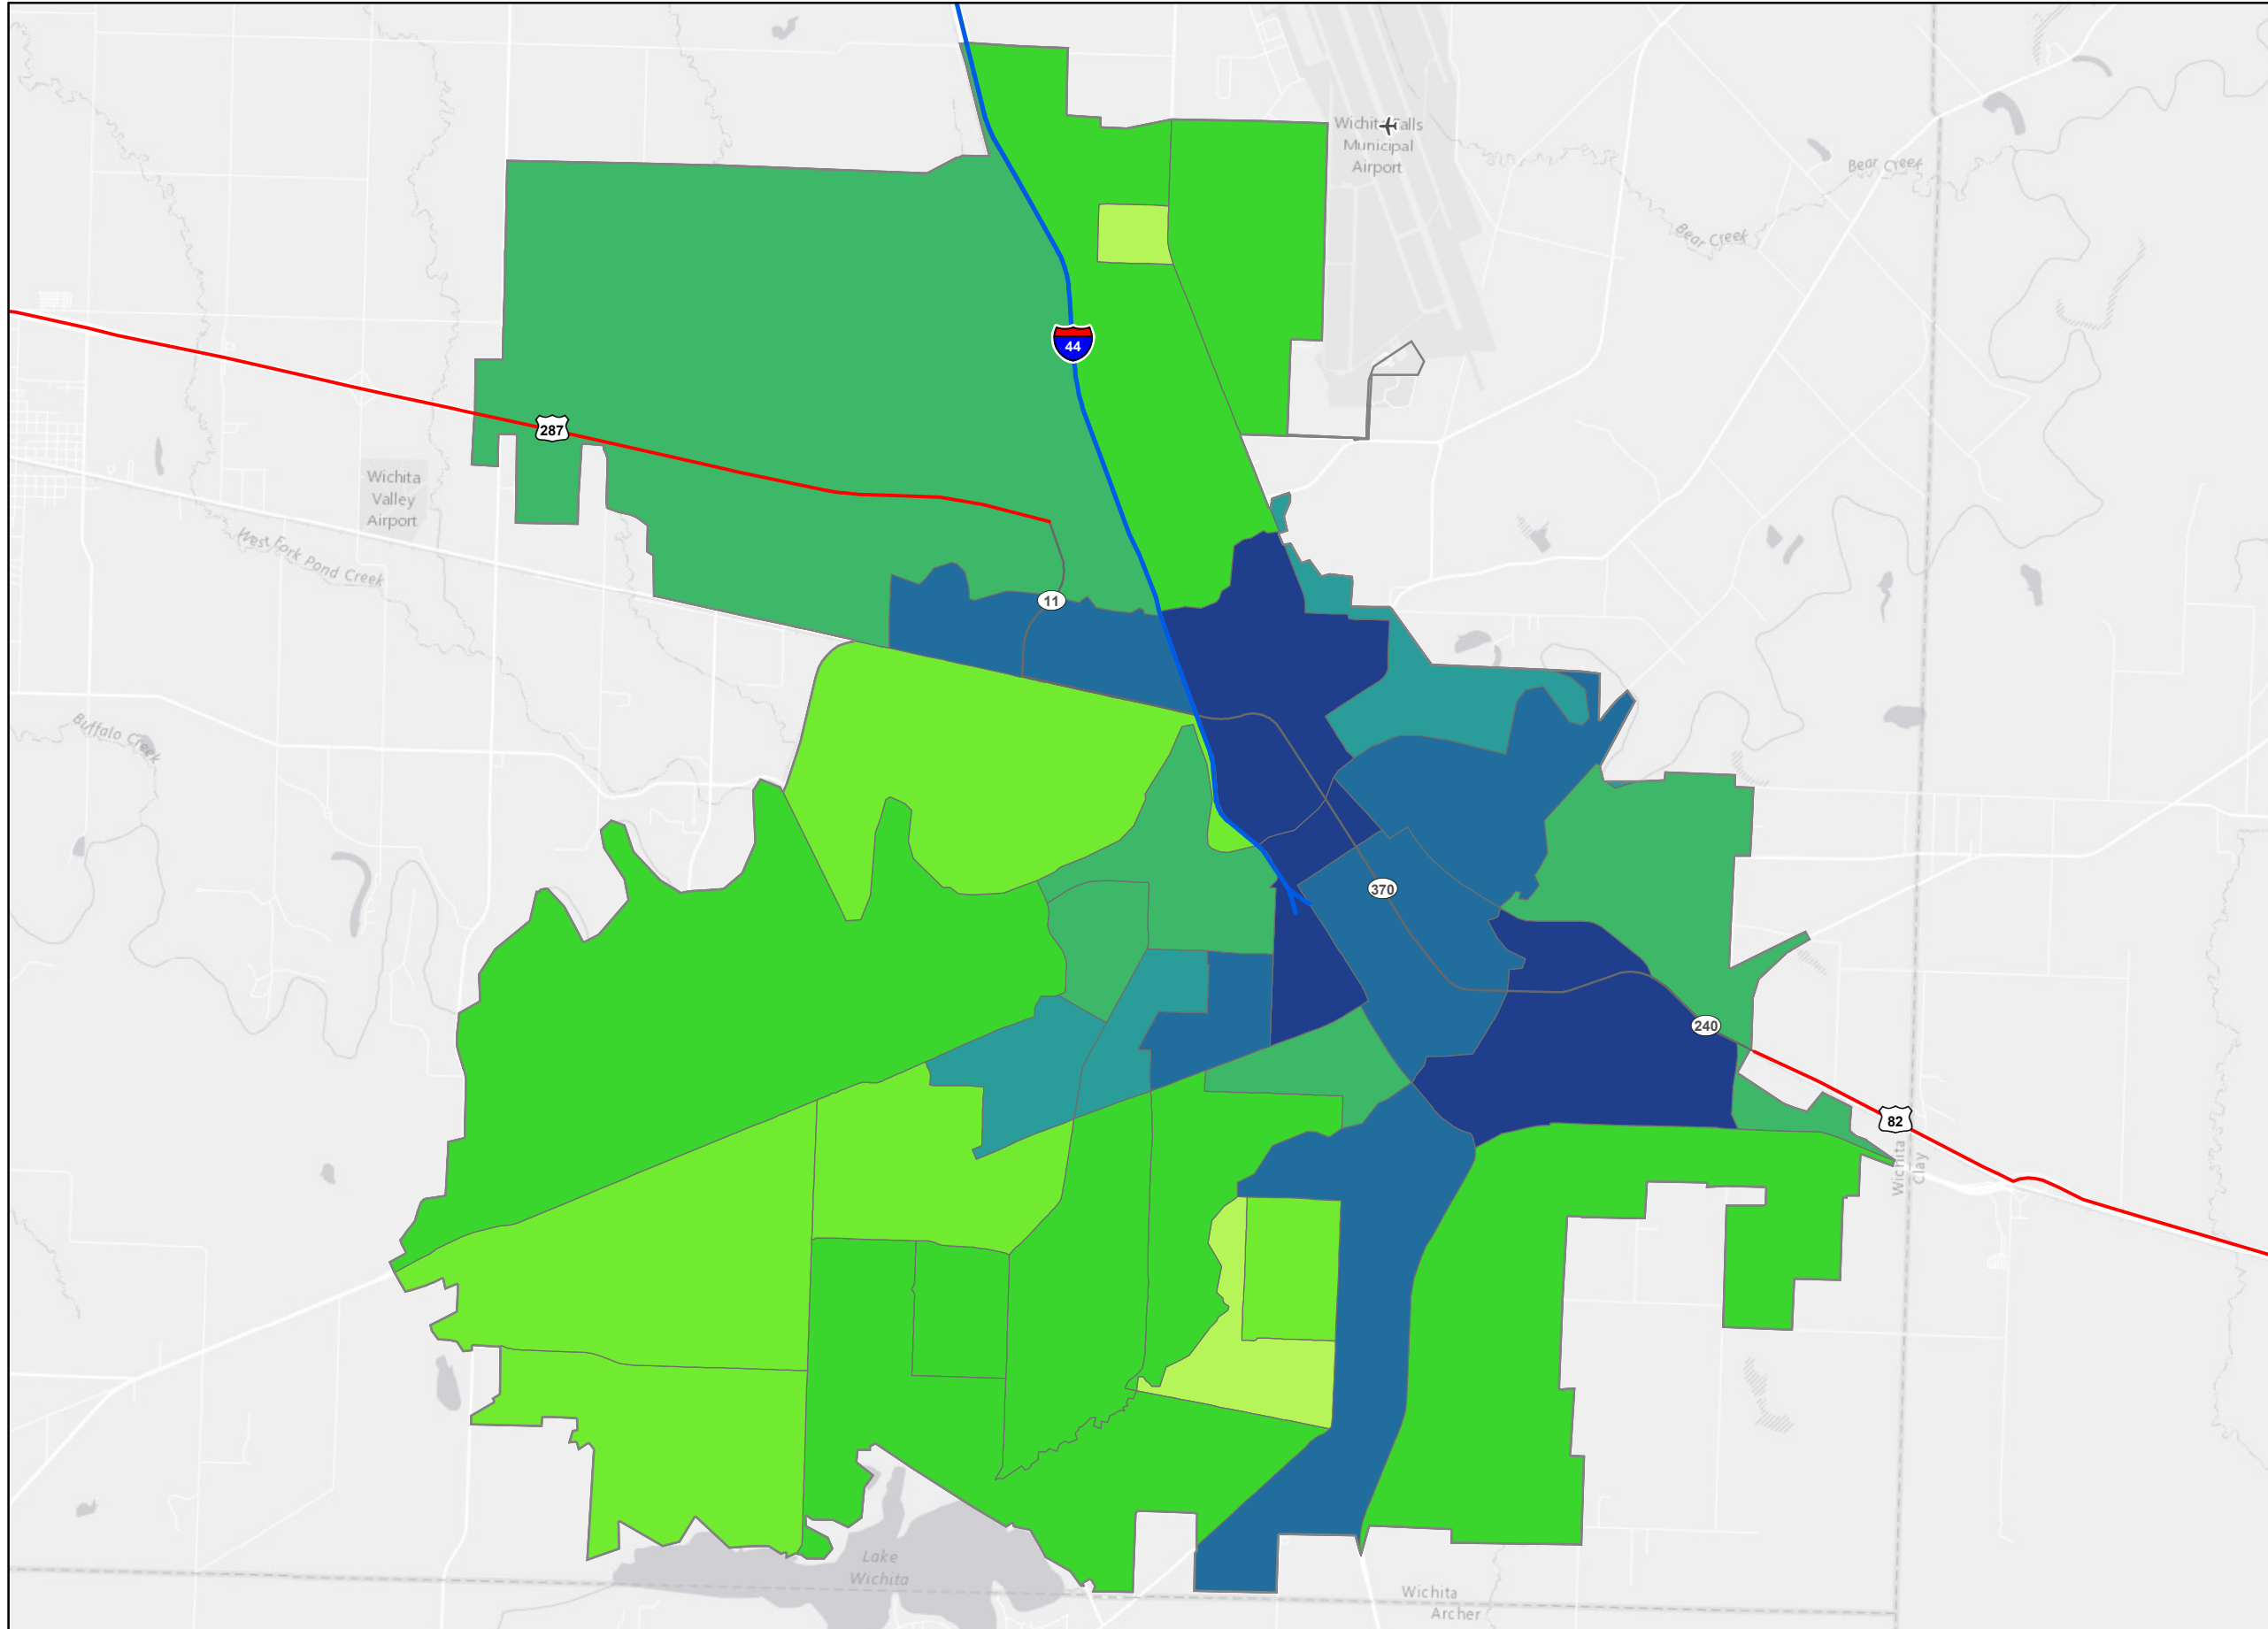 Wichita Falls
Municipal
Airport
Bear Creek
Bear Creek
44
287
Wichita
Valley
Airport
West Fork Pond Creek
11
Buffalo Creek
370
240
82
Wichita
Clay
Lake
Wichita
Wichita
Archer